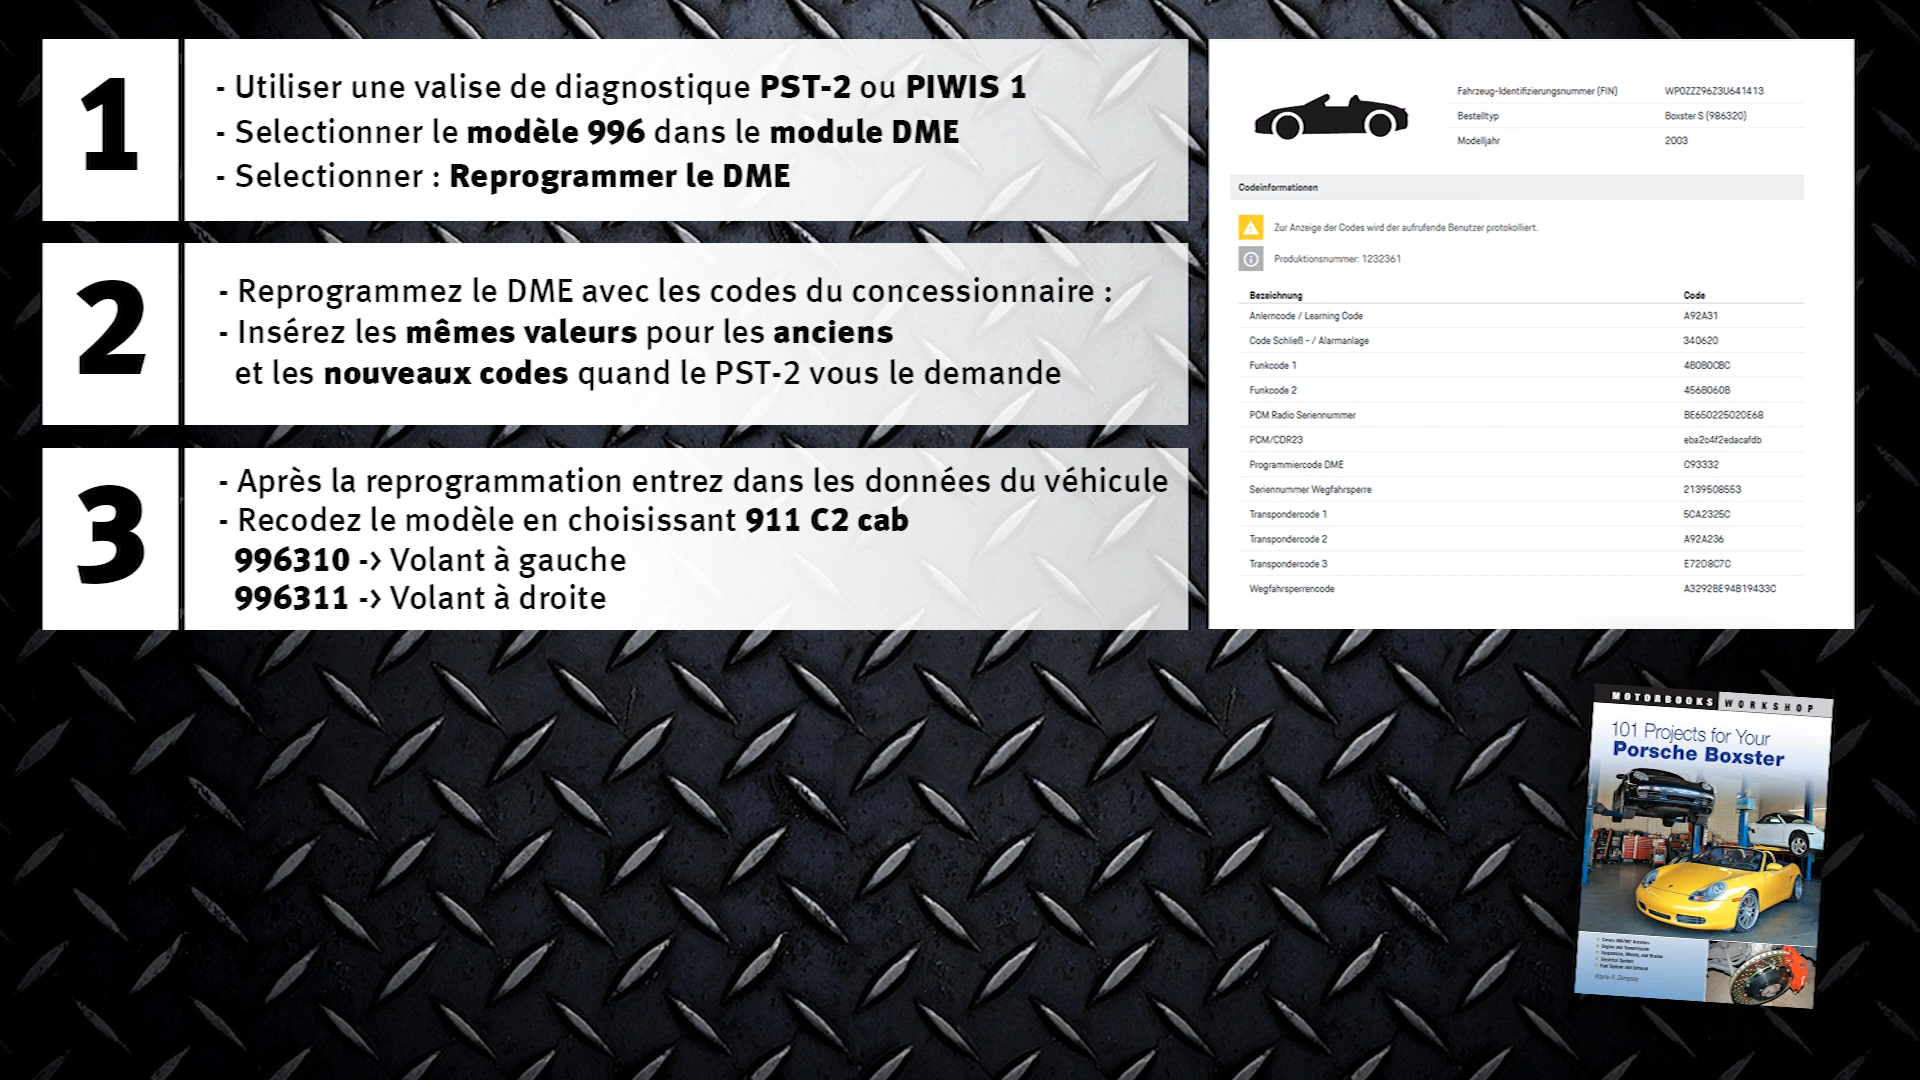 1
- Utiliser une valise de diagnostique PST-2 ou PIWIS 1
- Selectionner le modèle 996 dans le module DME
- Selectionner : Reprogrammer le DME
2
- Reprogrammez le DME avec les codes du concessionnaire :
- Insérez les mêmes valeurs pour les anciens
et les nouveaux codes quand le PST-2 vous le demande
3
- Après la reprogrammation entrez dans les données du véhicule
- Recodez le modèle en choisissant 911 C2 cab
996310 -> Volant à gauche
996311 -> Volant à droite
Fahrzeug-Identifizierungsnummer (FIN) WP0ZZZ96Z3U641413
Bestelltyp Boxster S (986320)
Modelljahr 2003
Codeinformationen
Zur Anzeige der Codes wird der aufrufende Benutzer protokolliert.
Produktionsnummer: 1232361
Bezeichnung Code
Anlerncode / Learning Code A92A31
Code Schließ - / Alarmanlage 340620
Funkcode 1 4B0B0CBC
Funkcode 2 456B060B
PCM Radio Seriennummer BE650225020E68
PCM/CDR23 eba2c4f2edacafdb
Programmiercode DME C93332
Seriennummer Wegfahrsperre 2139508553
Transpondercode 1 5CA2325C
Transpondercode 2 A92A236
Transpondercode 3 E72D8C7C
Wegfahrsperrencode A3292BE94B19433C
MOTORBOOKS WORKSHOP
101 Projects for Your
Porsche Boxster